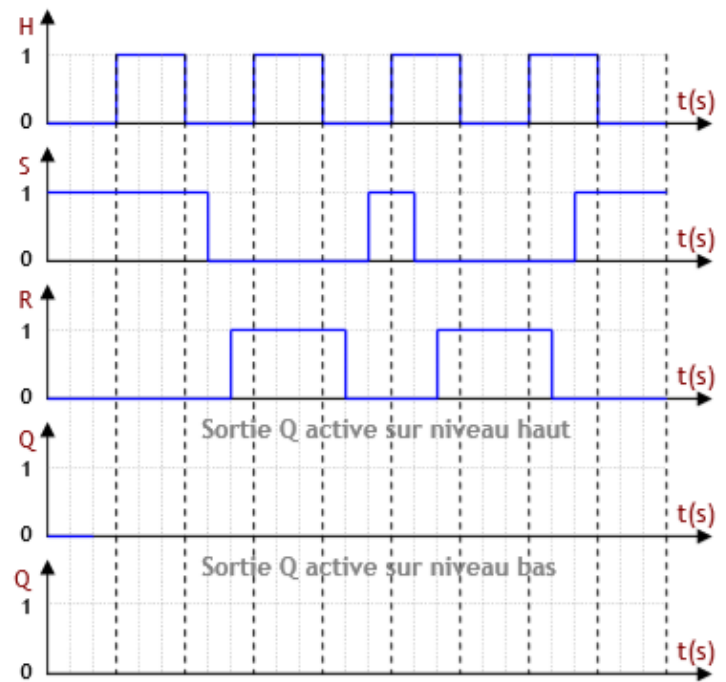 H
1
0
t(s)
S
1
0
t(s)
R
1
0
t(s)
Sortie Q active sur niveau haut
Q
1
0
t(s)
Sortie Q active sur niveau bas
Q
1
0
t(s)